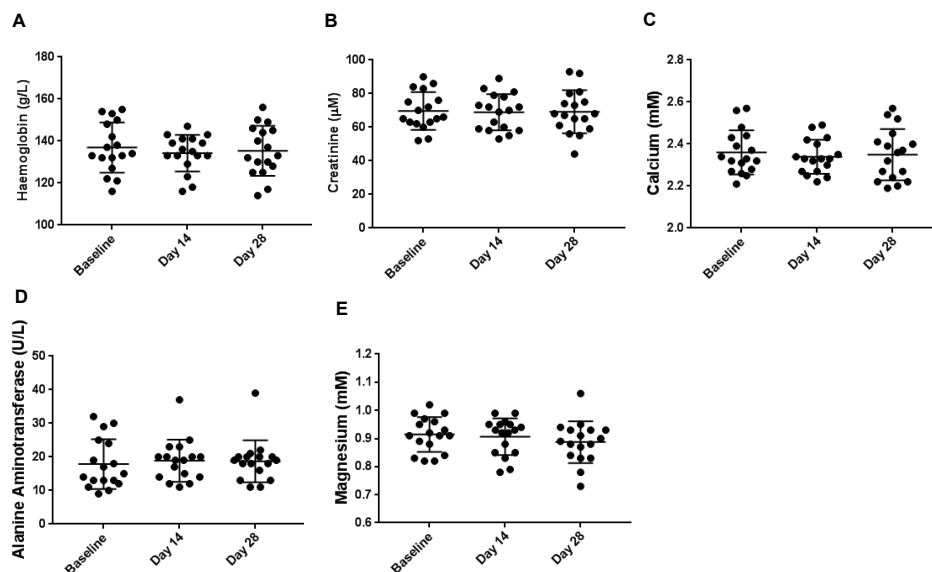 A
Haemoglobin (g/L)
180
160
140
120
100
Baseline
Day 14
Day 28
B
Creatinine (μM)
100
80
60
40
20
0
Baseline
Day 14
Day 28
C
Calcium (mM)
2.8
2.6
2.4
2.2
2.0
Baseline
Day 14
Day 28
D
Alanine Aminotransferase (U/L)
50
40
30
20
10
0
Baseline
Day 14
Day 28
E
Magnesium (mM)
1.2
1.1
1.0
0.9
0.8
0.7
0.6
Baseline
Day 14
Day 28